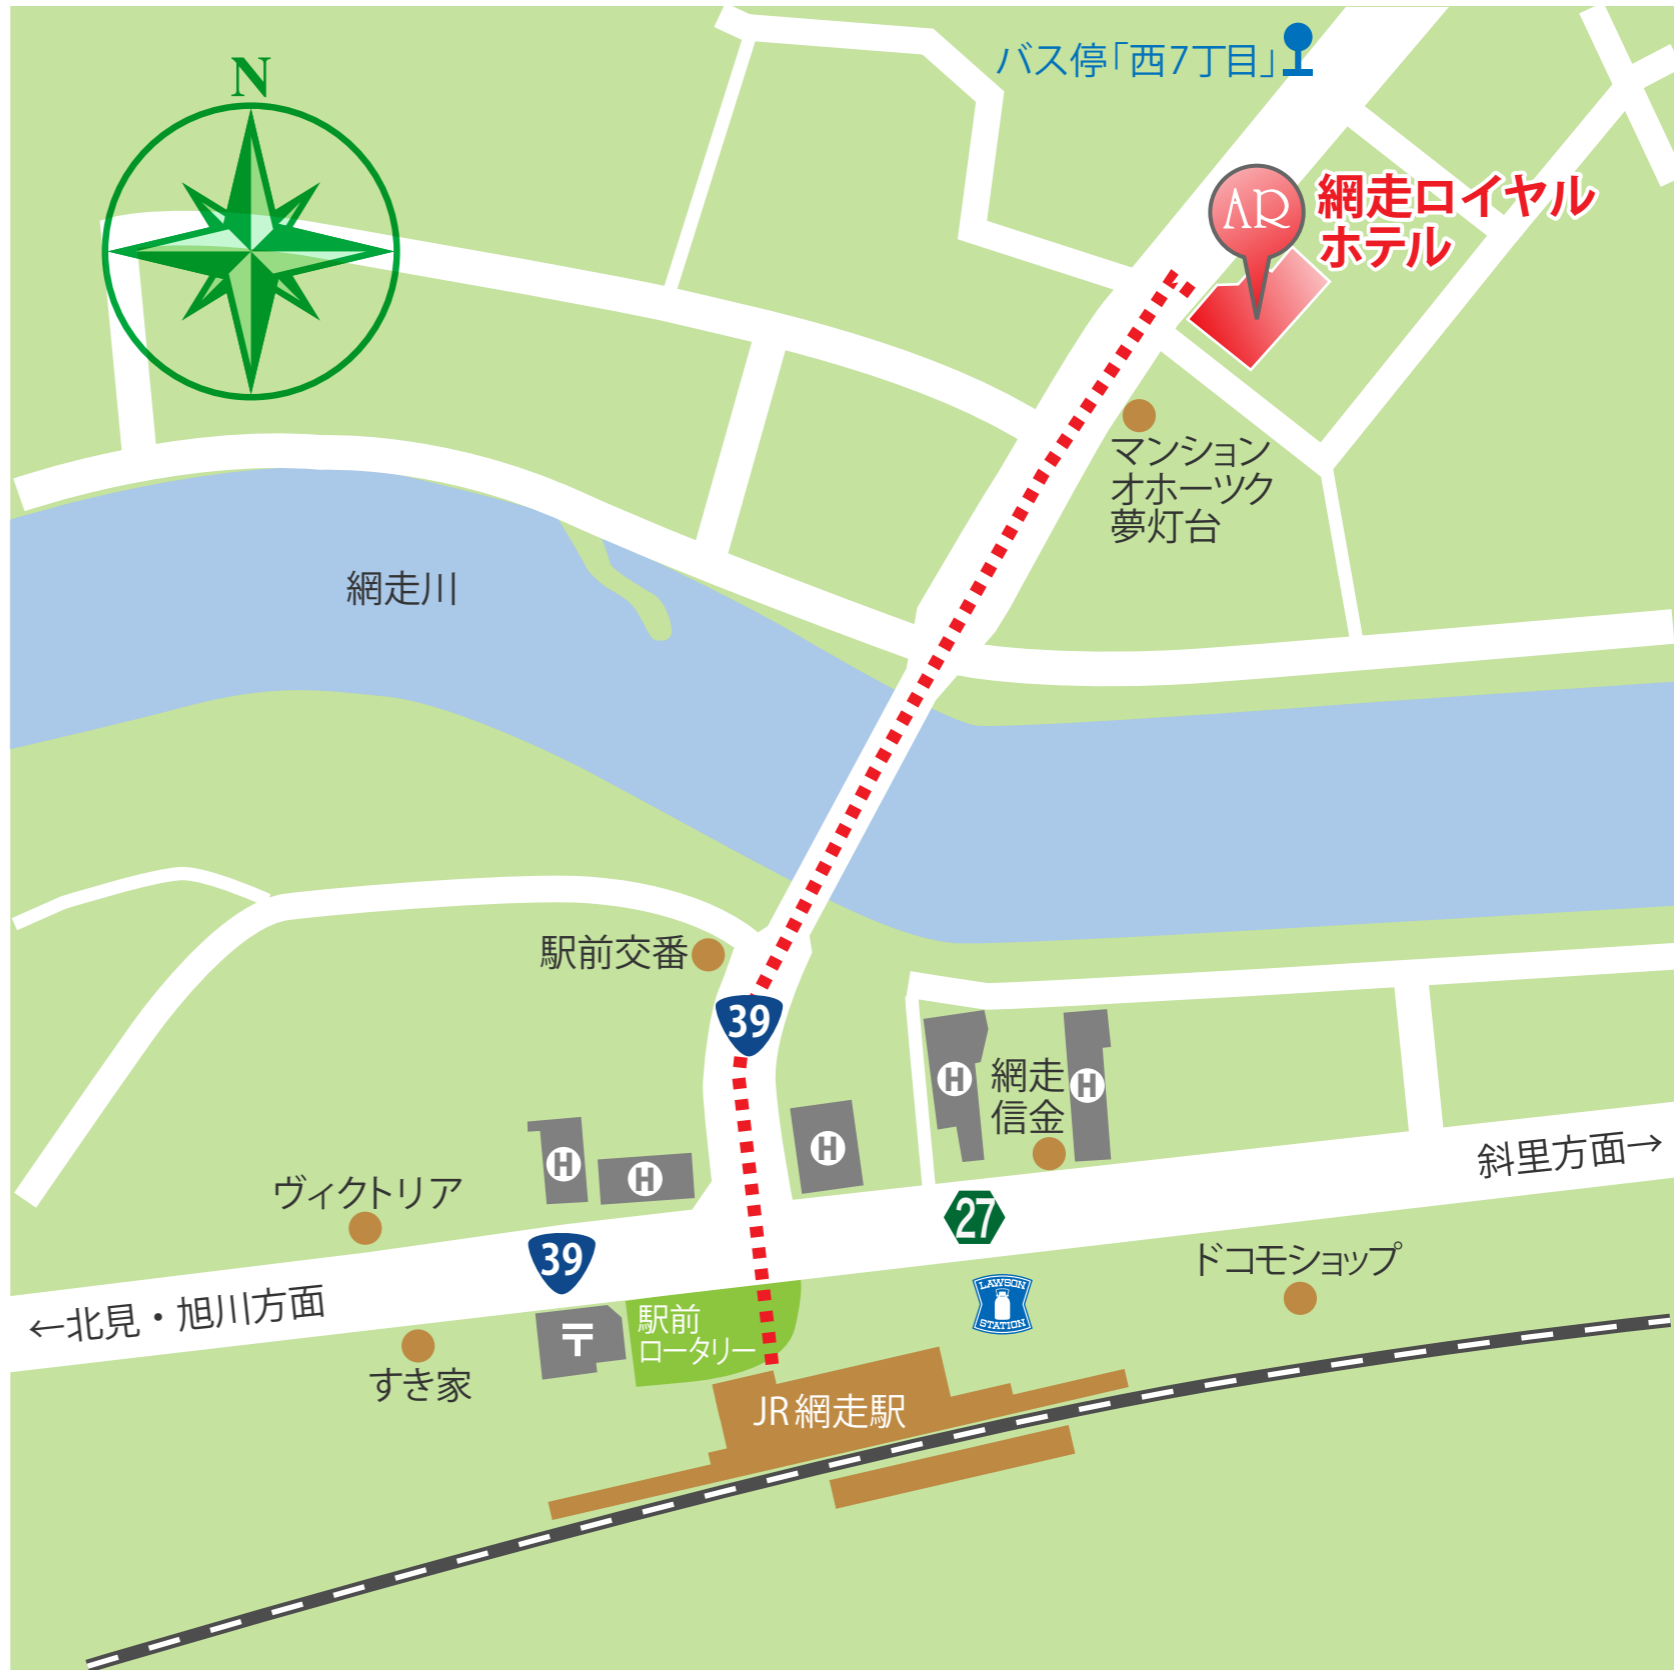 N
バス停「西7丁目」
AR
網走ロイヤル
ホテル
マンション
オホーツク
夢灯台
網走川
駅前交番
39
H
網走
信金
H
H
H
H
ヴィクトリア
27
斜里方面→
39
ドコモショップ
←北見・旭川方面
LAWSON
STATION
〒
駅前
ロータリー
すき家
JR網走駅